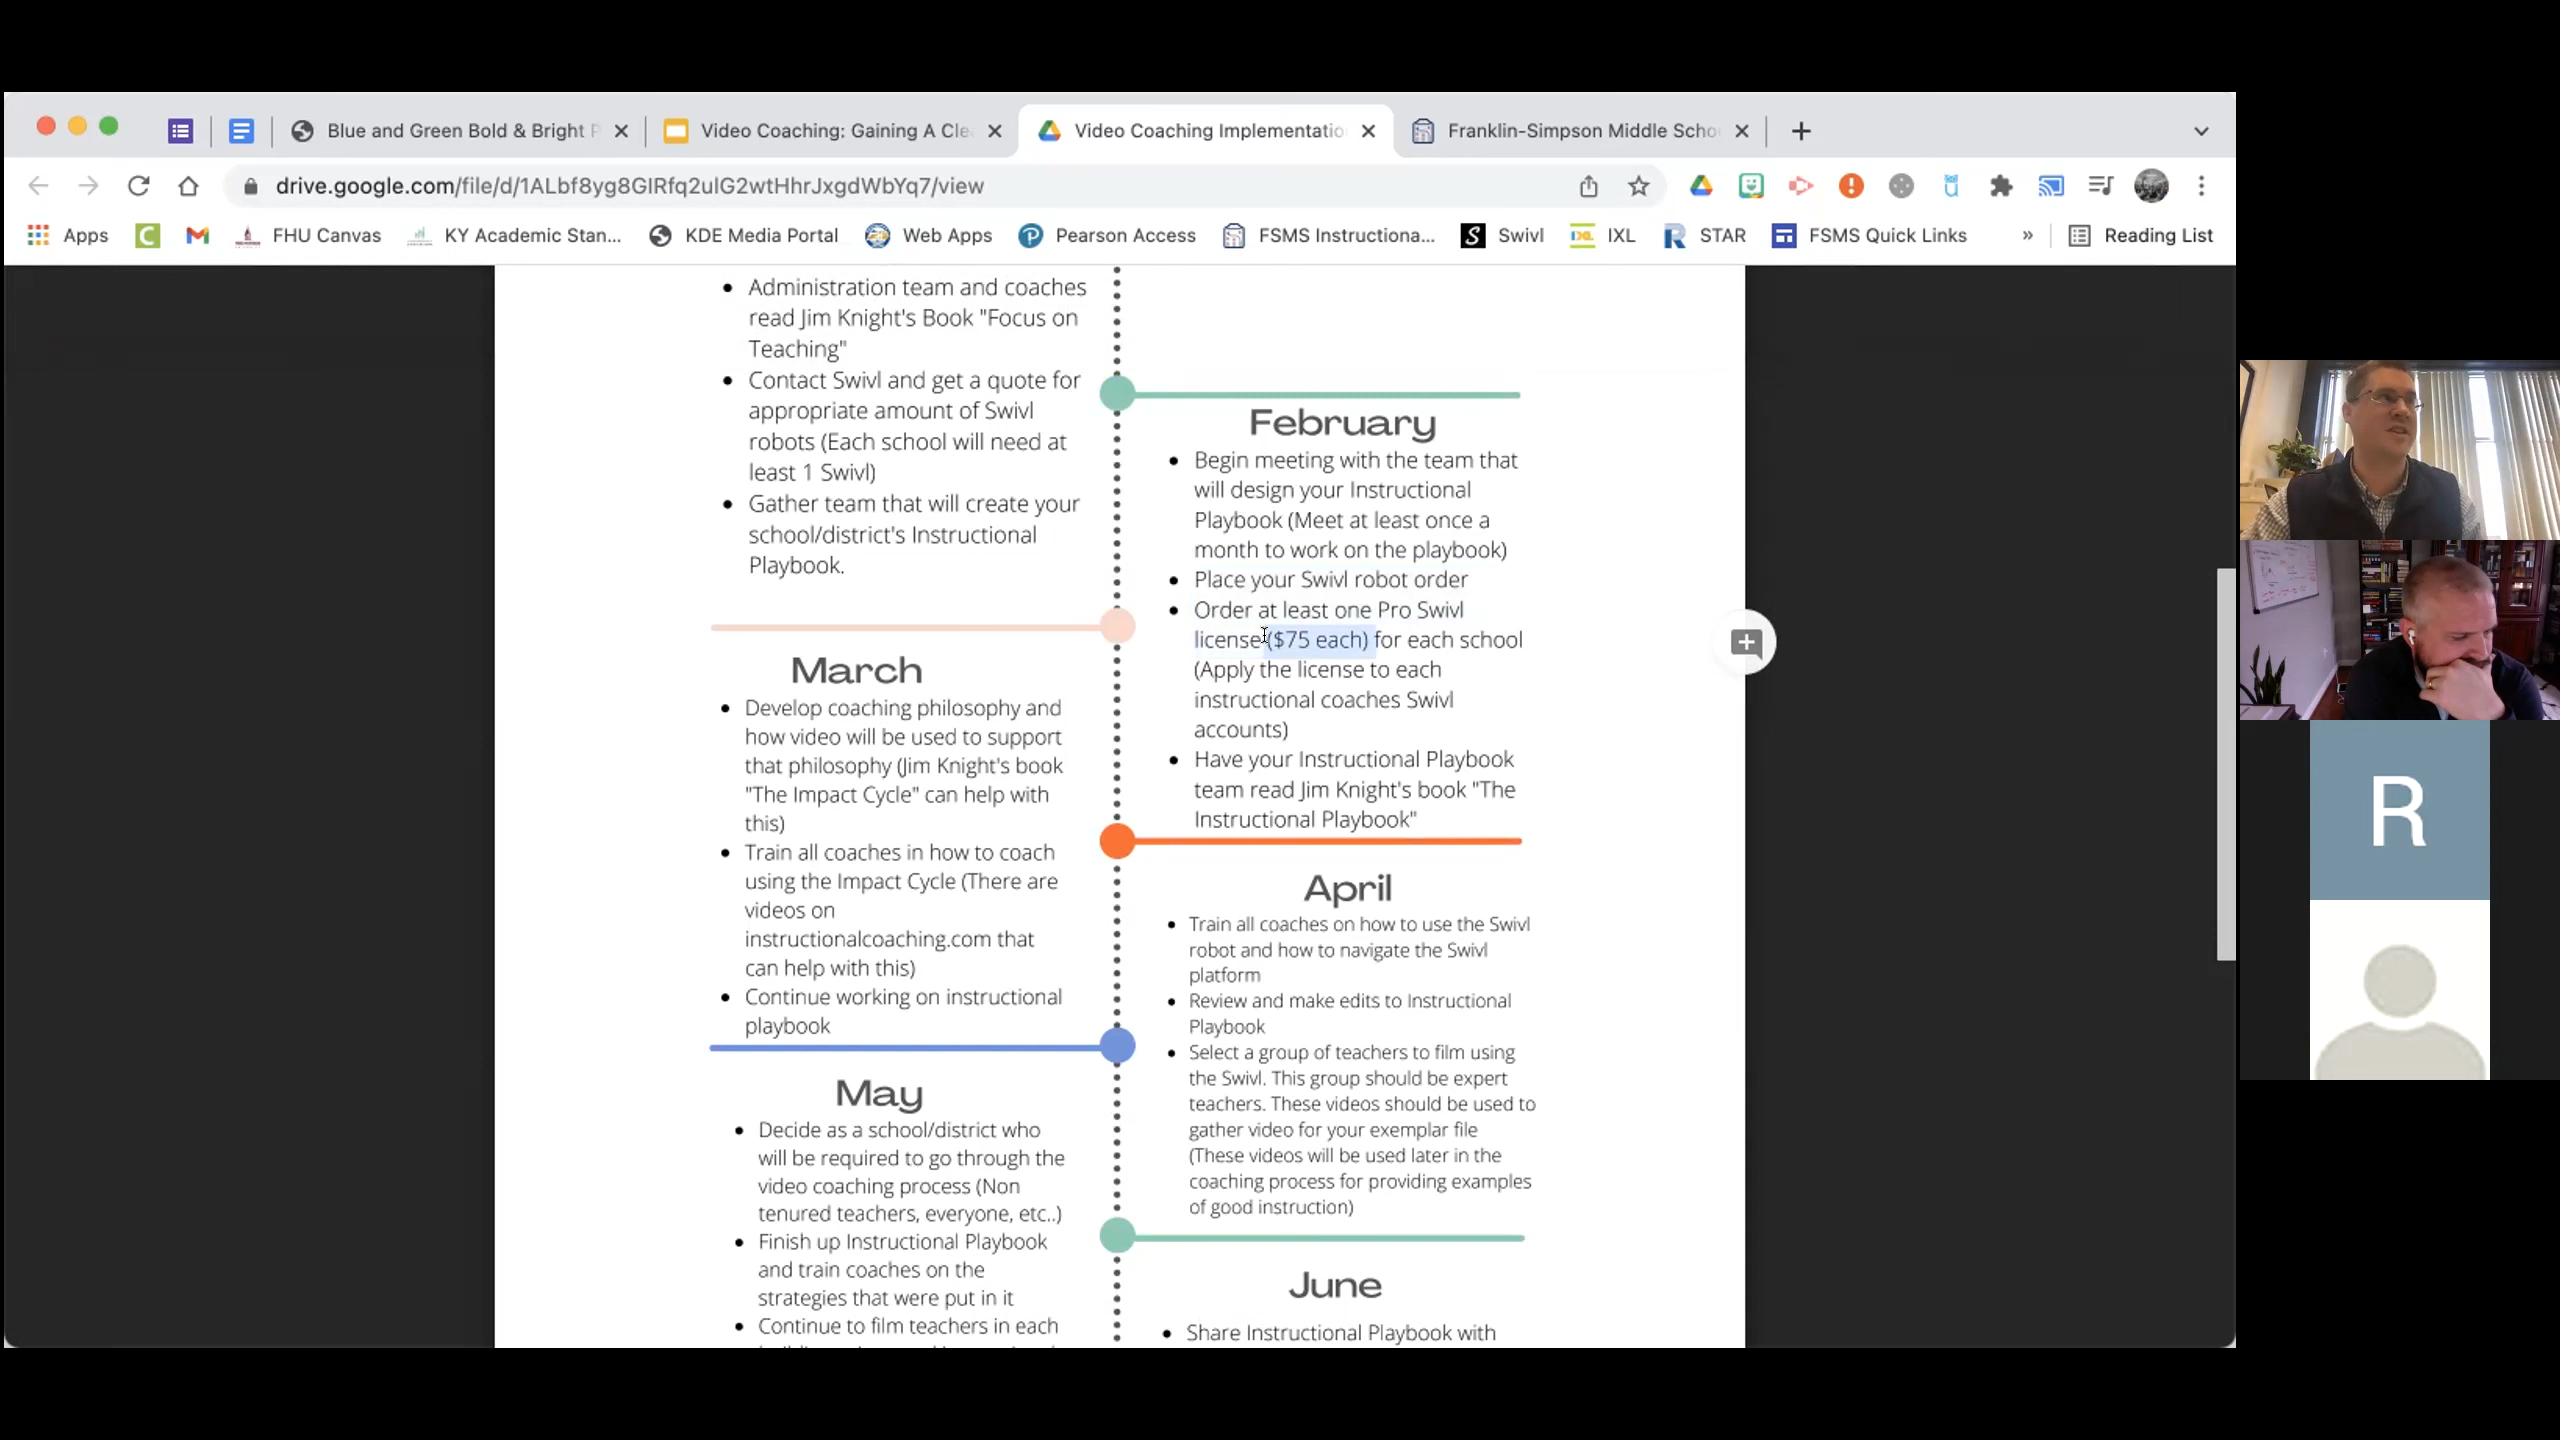 Blue and Green Bold & Bright P
Video Coaching: Gaining A Cle
Video Coaching Implementatio
Franklin-Simpson Middle Scho
drive.google.com/file/d/1ALbf8yg8GlRfq2ulG2wtHhrJxgdWbYq7/view
Apps
FHU Canvas
KY Academic Stan...
KDE Media Portal
Web Apps
Pearson Access
FSMS Instructiona...
Swivl
IXL
STAR
FSMS Quick Links
»
Reading List
• Administration team and coaches
read Jim Knight's Book "Focus on
Teaching"
• Contact Swivl and get a quote for
appropriate amount of Swivl
robots (Each school will need at
least 1 Swivl)
• Gather team that will create your
school/district's Instructional
Playbook.
February
• Begin meeting with the team that
will design your Instructional
Playbook (Meet at least once a
month to work on the playbook)
• Place your Swivl robot order
• Order at least one Pro Swivl
license ($75 each) for each school
(Apply the license to each
instructional coaches Swivl
accounts)
• Have your Instructional Playbook
team read Jim Knight's book "The
Instructional Playbook"
March
• Develop coaching philosophy and
how video will be used to support
that philosophy (Jim Knight's book
"The Impact Cycle" can help with
this)
• Train all coaches in how to coach
using the Impact Cycle (There are
videos on
instructionalcoaching.com that
can help with this)
• Continue working on instructional
playbook
April
• Train all coaches on how to use the Swivl
robot and how to navigate the Swivl
platform
• Review and make edits to Instructional
Playbook
• Select a group of teachers to film using
the Swivl. This group should be expert
teachers. These videos should be used to
gather video for your exemplar file
(These videos will be used later in the
coaching process for providing examples
of good instruction)
May
• Decide as a school/district who
will be required to go through the
video coaching process (Non
tenured teachers, everyone, etc..)
• Finish up Instructional Playbook
and train coaches on the
strategies that were put in it
• Continue to film teachers in each
June
• Share Instructional Playbook with
R